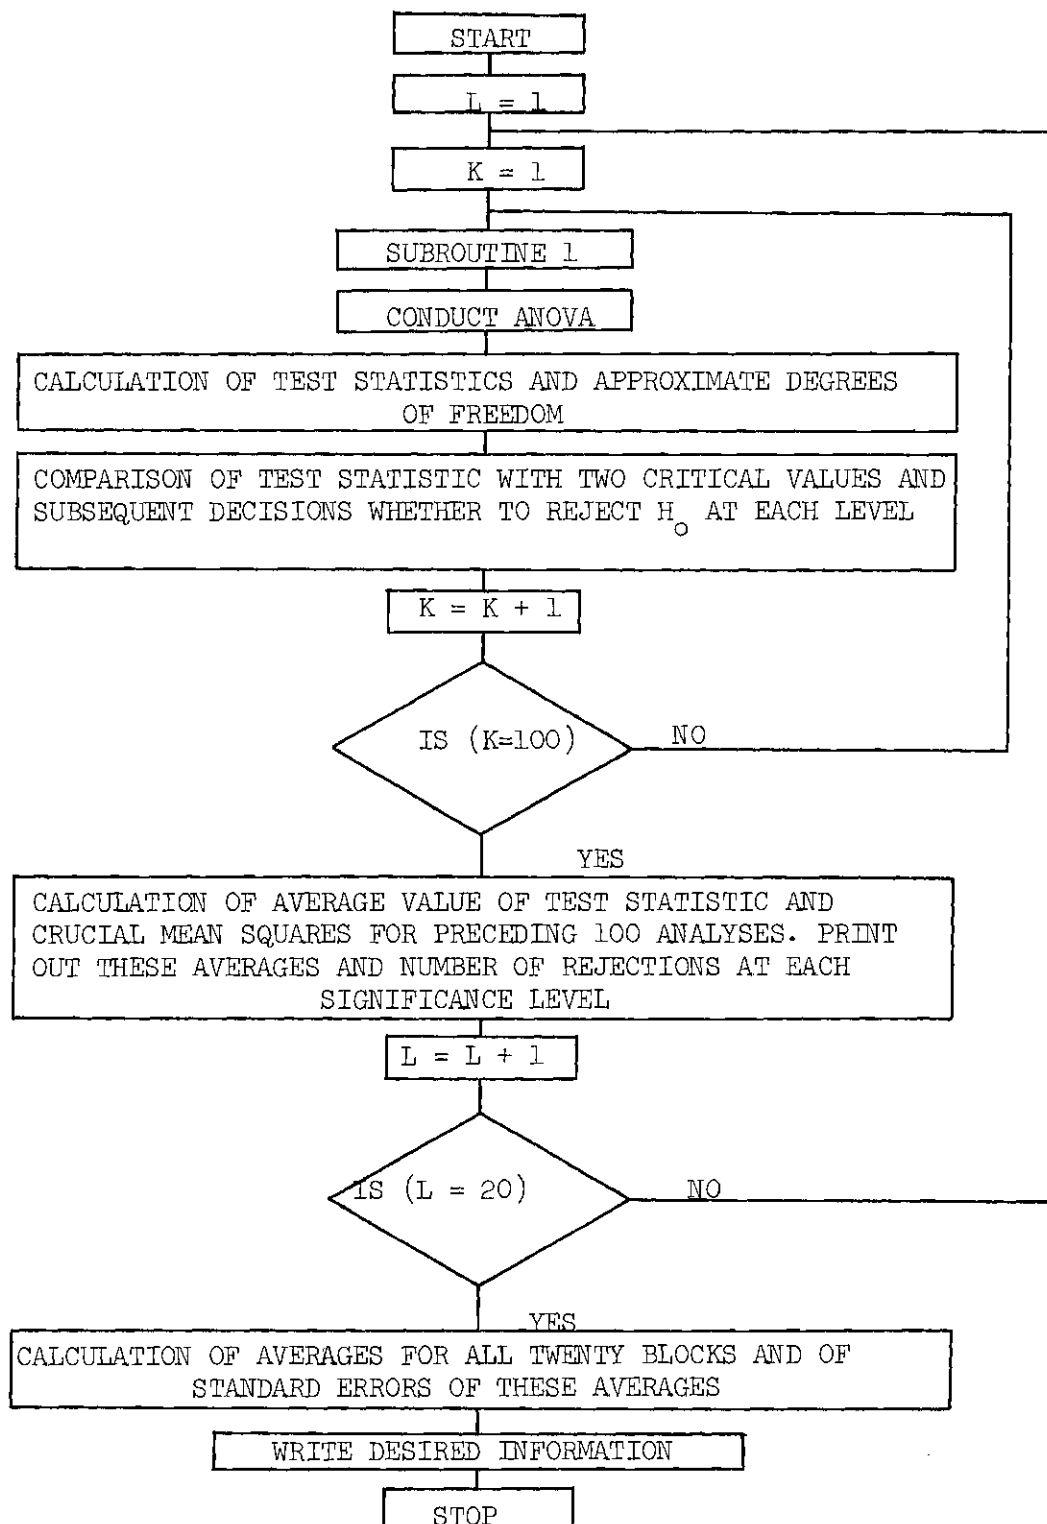 START
L = 1
K = 1
SUBROUTINE 1
CONDUCT ANOVA
CALCULATION OF TEST STATISTICS AND APPROXIMATE DEGREES
OF FREEDOM
COMPARISON OF TEST STATISTIC WITH TWO CRITICAL VALUES AND
SUBSEQUENT DECISIONS WHETHER TO REJECT H_O AT EACH LEVEL
K = K + 1
IS (K=100)
NO
YES
CALCULATION OF AVERAGE VALUE OF TEST STATISTIC AND
CRUCIAL MEAN SQUARES FOR PRECEDING 100 ANALYSES. PRINT
OUT THESE AVERAGES AND NUMBER OF REJECTIONS AT EACH
SIGNIFICANCE LEVEL
L = L + 1
IS (L = 20)
NO
YES
CALCULATION OF AVERAGES FOR ALL TWENTY BLOCKS AND OF
STANDARD ERRORS OF THESE AVERAGES
WRITE DESIRED INFORMATION
STOP